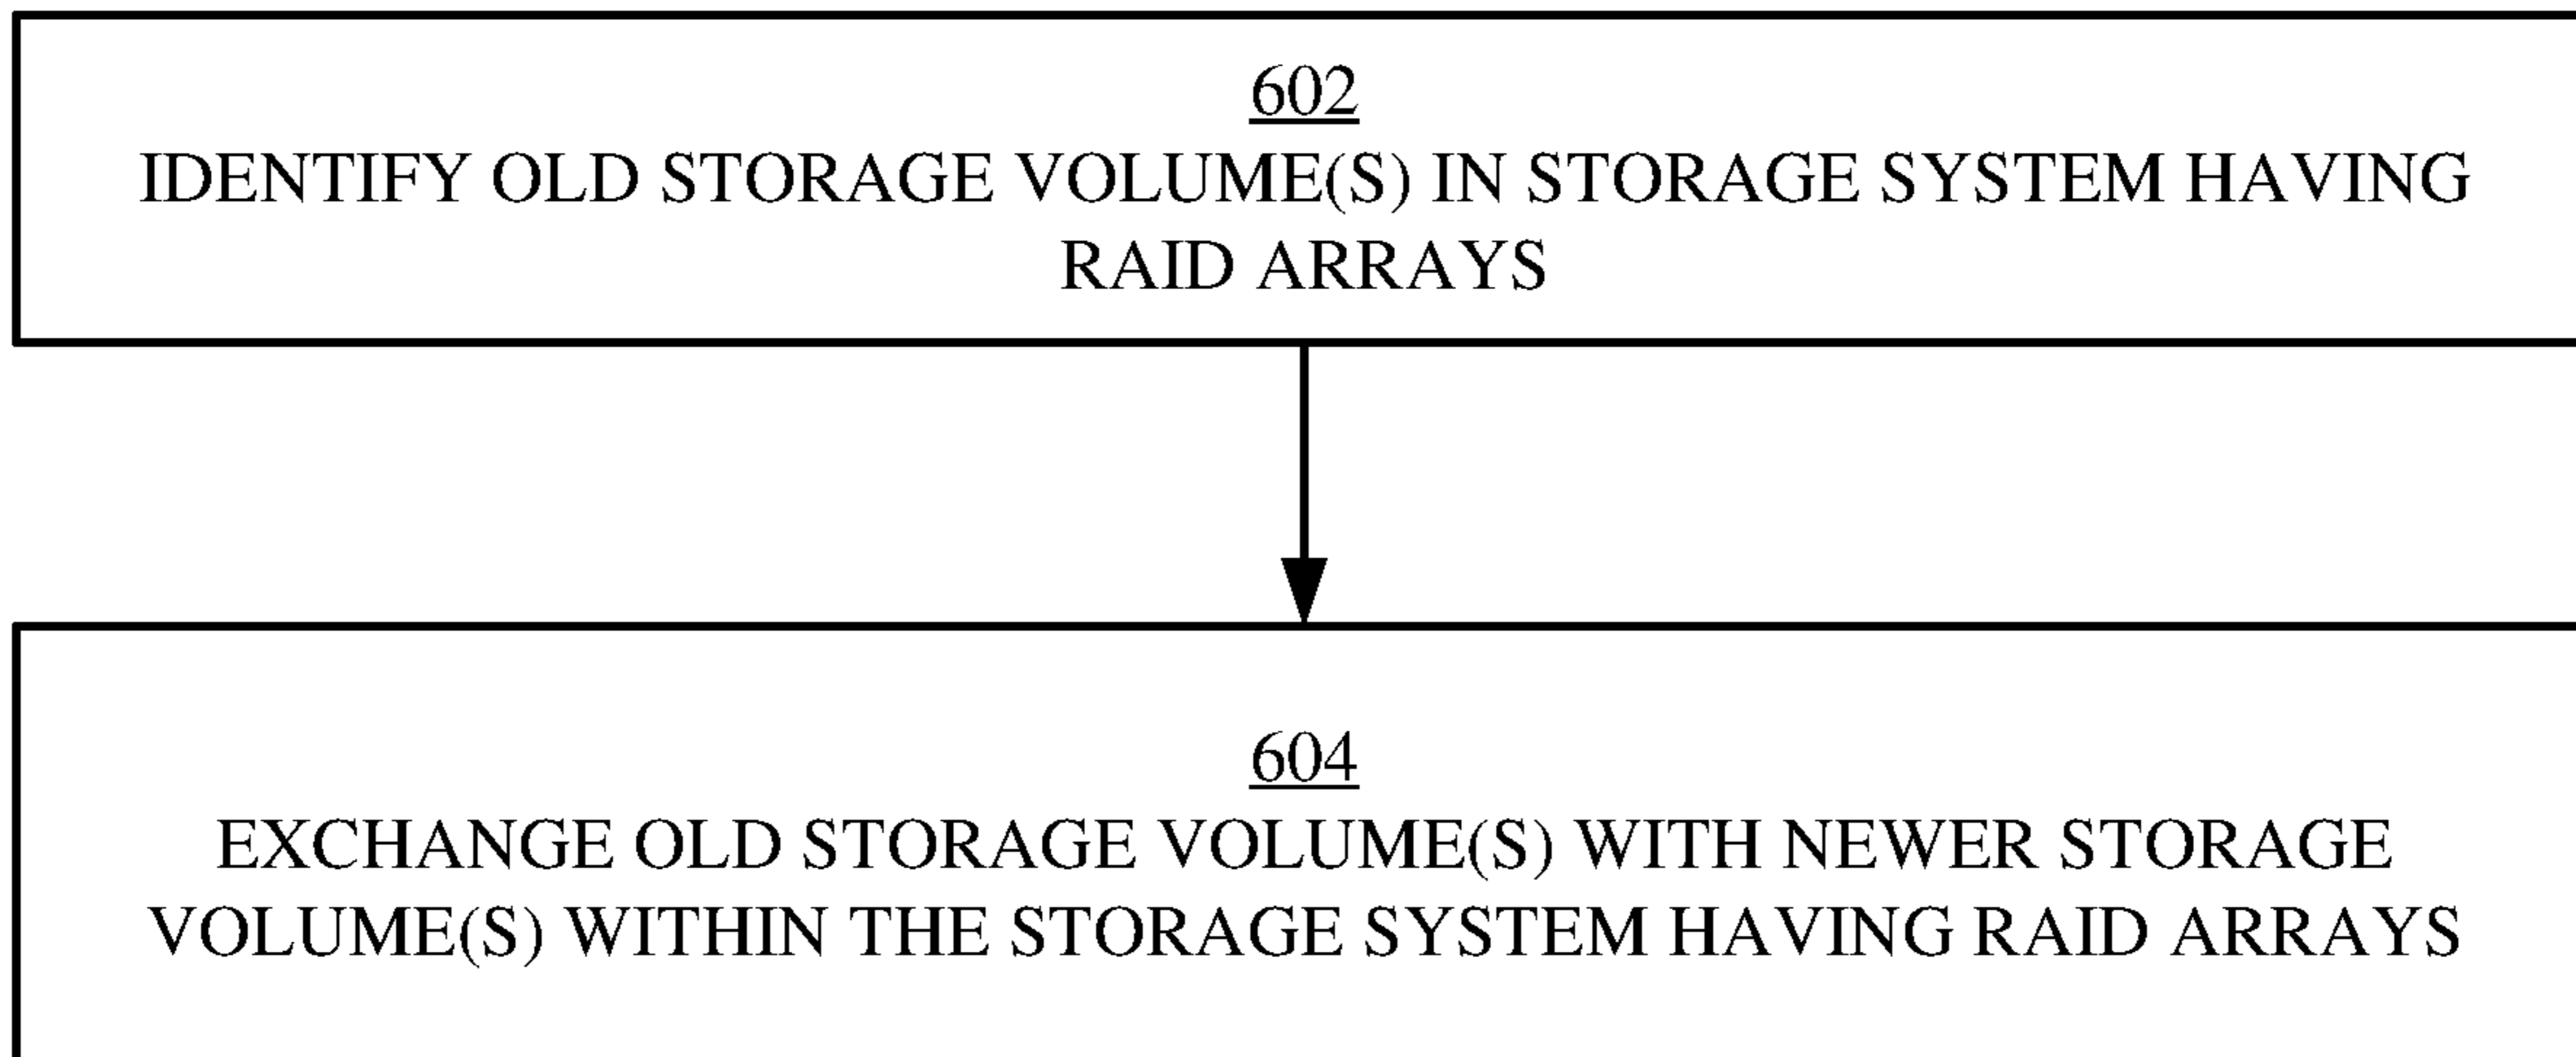 602
IDENTIFY OLD STORAGE VOLUME(S) IN STORAGE SYSTEM HAVING
RAID ARRAYS
604
EXCHANGE OLD STORAGE VOLUME(S) WITH NEWER STORAGE
VOLUME(S) WITHIN THE STORAGE SYSTEM HAVING RAID ARRAYS